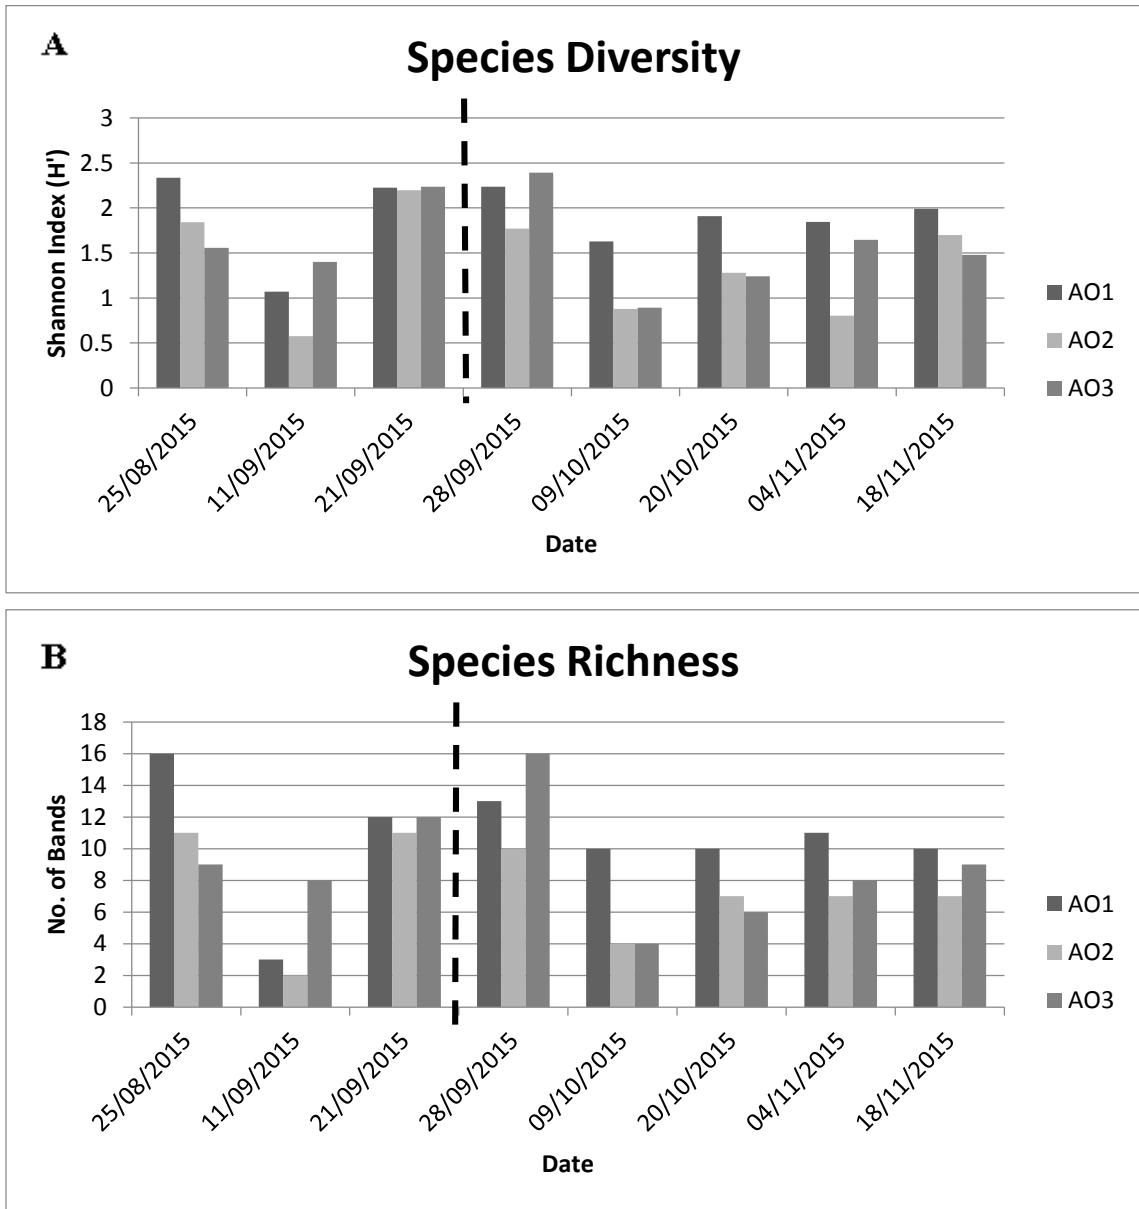 A
Species Diversity
Shannon Index (H')
3
2.5
2
1.5
1
0.5
0
25/08/2015
11/09/2015
21/09/2015
28/09/2015
09/10/2015
20/10/2015
04/11/2015
18/11/2015
Date
AO1
AO2
AO3
B
Species Richness
No. of Bands
18
16
14
12
10
8
6
4
2
0
25/08/2015
11/09/2015
21/09/2015
28/09/2015
09/10/2015
20/10/2015
04/11/2015
18/11/2015
Date
AO1
AO2
AO3